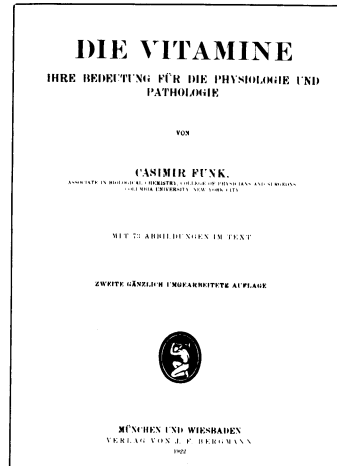 DIE VITAMINE
IHRE BEDEUTUNG FÜR DIE PHYSIOLOGIE UND
PATHOLOGIE
VON
CASIMIR FUNK.
ASSOCIATE IN BIOLOGICAL CHEMISTRY, COLLEGE OF PHYSICIANS AND SURGEONS
COLUMBIA UNIVERSITY, NEW YORK CITY
MIT 73 ABBILDUNGEN IM TEXT
ZWEITE GÄNZLICH UMGEARBEITETE AUFLAGE
MÜNCHEN UND WIESBADEN
VERLAG VON J. F. BERGMANN
1922